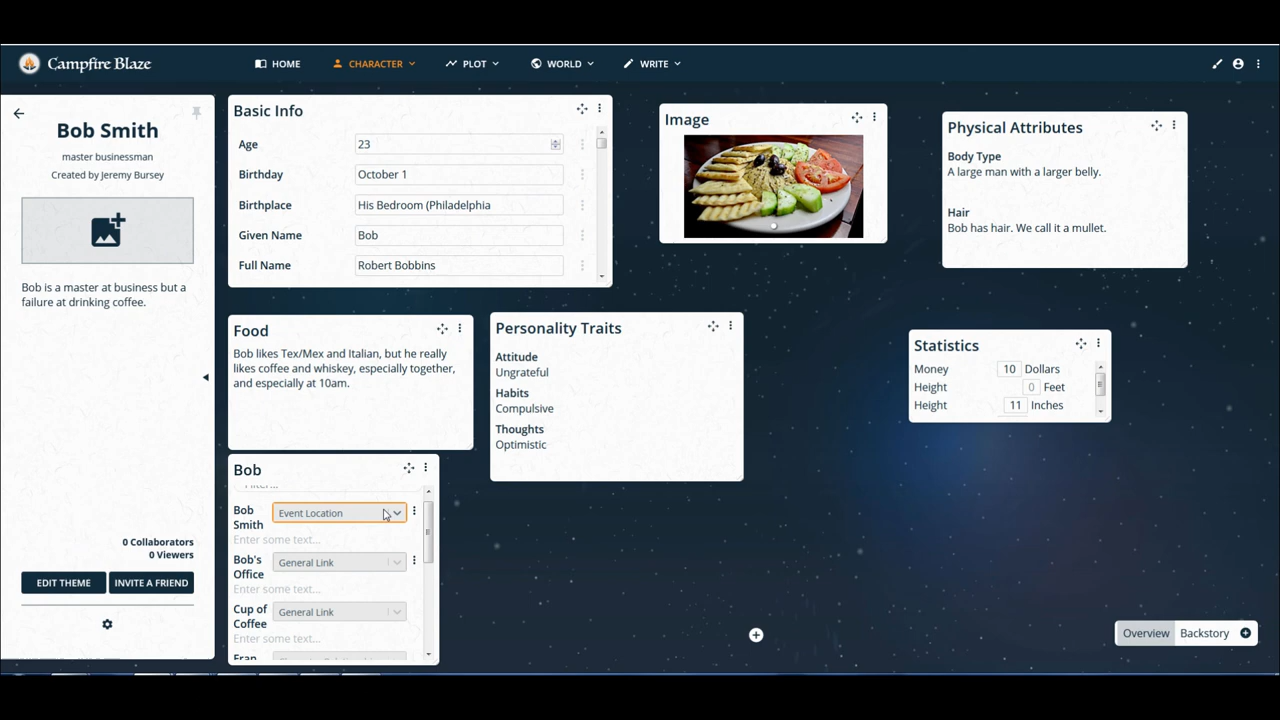 Campfire Blaze
HOME
CHARACTER
PLOT
WORLD
WRITE
Bob Smith
master businessman
Created by Jeremy Bursey
Bob is a master at business but a
failure at drinking coffee.
0 Collaborators
0 Viewers
EDIT THEME
INVITE A FRIEND
Basic Info
Age 23
Birthday October 1
Birthplace His Bedroom (Philadelphia
Given Name Bob
Full Name Robert Bobbins
Image
Physical Attributes
Body Type
A large man with a larger belly.
Hair
Bob has hair. We call it a mullet.
Food
Bob likes Tex/Mex and Italian, but he really
likes coffee and whiskey, especially together,
and especially at 10am.
Personality Traits
Attitude
Ungrateful
Habits
Compulsive
Thoughts
Optimistic
Statistics
Money 10 Dollars
Height 0 Feet
Height 11 Inches
Bob
Bob
Smith
Event Location
Enter some text...
Bob's
Office
General Link
Enter some text...
Cup of
Coffee
General Link
Enter some text...
Fran
Overview
Backstory